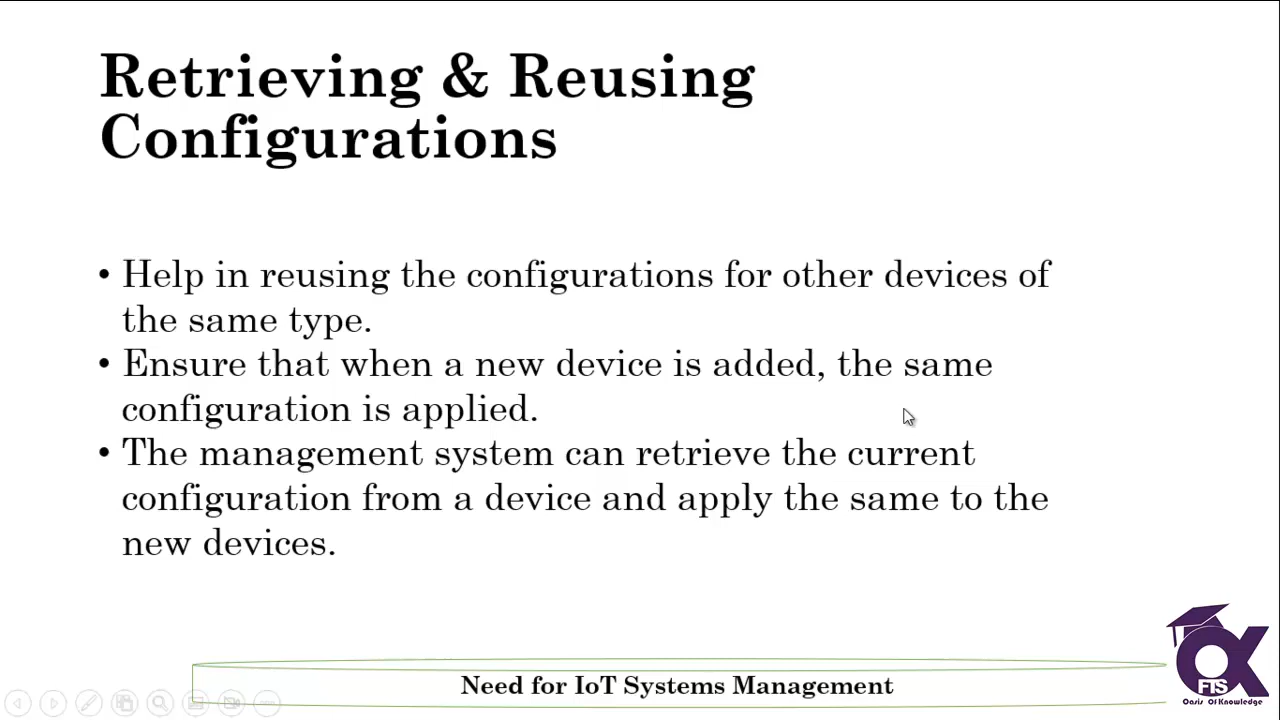 Retrieving & Reusing
Configurations
• Help in reusing the configurations for other devices of
the same type.
• Ensure that when a new device is added, the same
configuration is applied.
• The management system can retrieve the current
configuration from a device and apply the same to the
new devices.
Need for IoT Systems Management
FTS
Oasis Of Knowledge